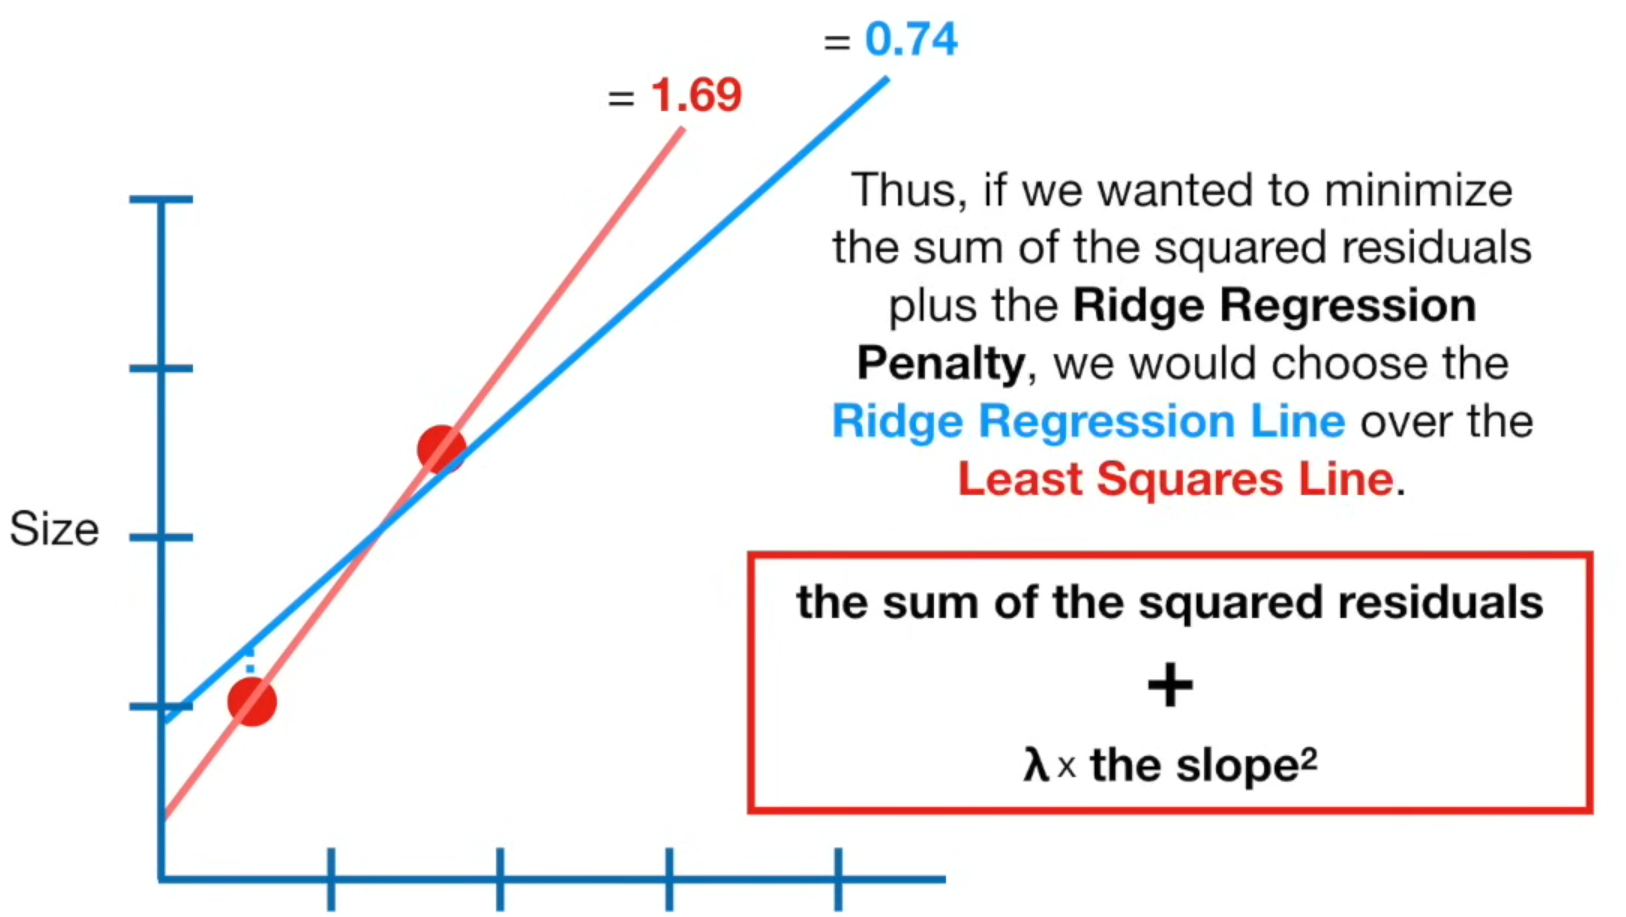 = 0.74
= 1.69
Thus, if we wanted to minimize
the sum of the squared residuals
plus the Ridge Regression
Penalty, we would choose the
Ridge Regression Line over the
Least Squares Line.
Size
the sum of the squared residuals
+
λ x the slope²